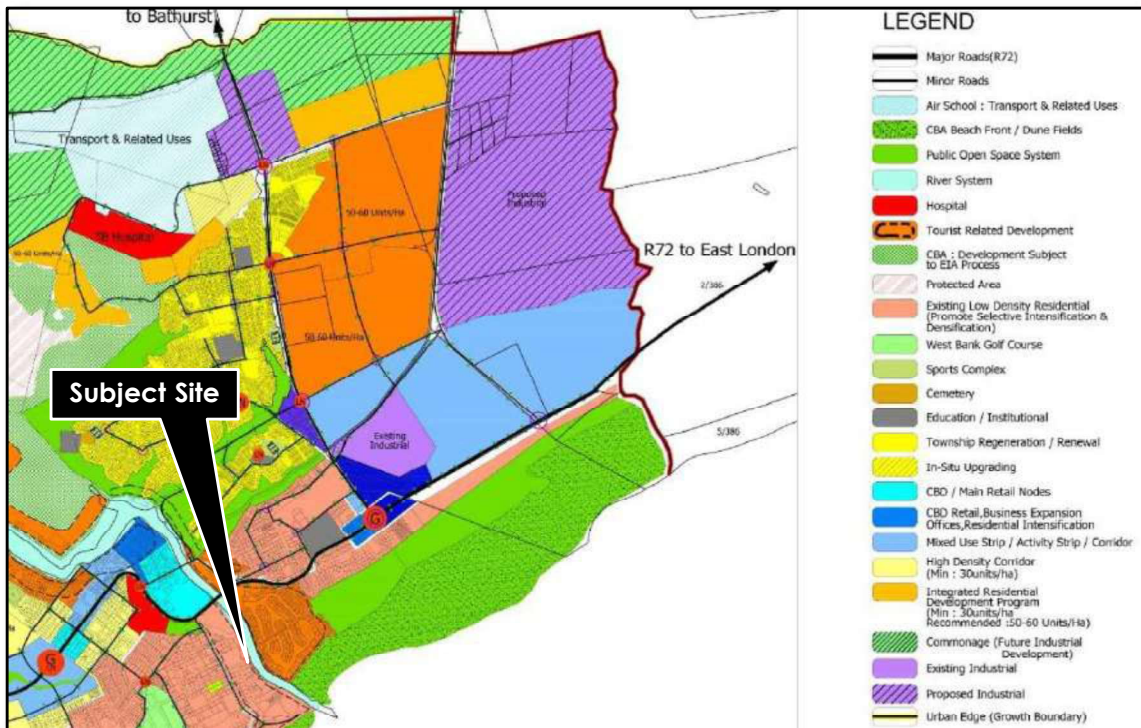 to Bathurst
Transport & Related Uses
TB Hospital
50-60 Units/Ha
Proposed
Industrial
R72 to East London
2/386
50-60 Units/Ha
Subject Site
Existing
Industrial
5/386
G
G
LEGEND
Major Roads(R72)
Minor Roads
Air School : Transport & Related Uses
CBA Beach Front / Dune Fields
Public Open Space System
River System
Hospital
Tourist Related Development
CBA : Development Subject
to EIA Process
Protected Area
Existing Low Density Residential
(Promote Selective Intensification &
Densification)
West Bank Golf Course
Sports Complex
Cemetery
Education / Institutional
Township Regeneration / Renewal
In-Situ Upgrading
CBD / Main Retail Nodes
CBD Retail,Business Expansion
Offices,Residential Intensification
Mixed Use Strip / Activity Strip / Corridor
High Density Corridor
(Min : 30units/ha)
Integrated Residential
Development Program
(Min : 30units/ha
Recommended :50-60 Units/Ha)
Commonage (Future Industrial
Development)
Existing Industrial
Proposed Industrial
Urban Edge (Growth Boundary)